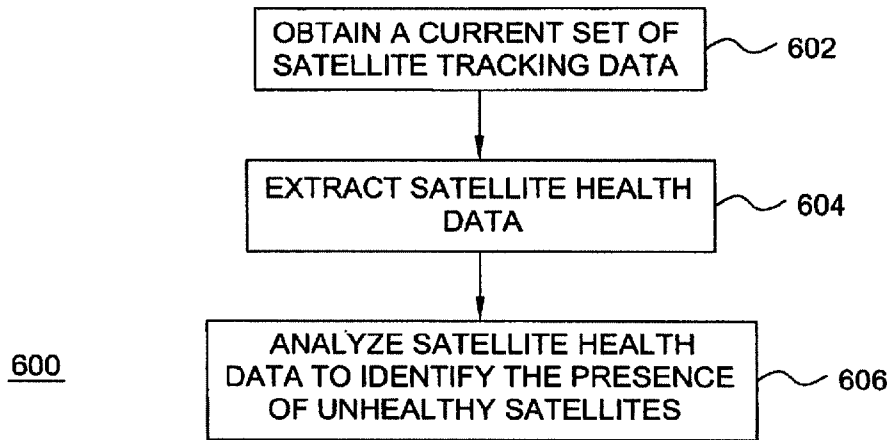 OBTAIN A CURRENT SET OF
SATELLITE TRACKING DATA
602
EXTRACT SATELLITE HEALTH
DATA
604
ANALYZE SATELLITE HEALTH
DATA TO IDENTIFY THE PRESENCE
OF UNHEALTHY SATELLITES
606
600